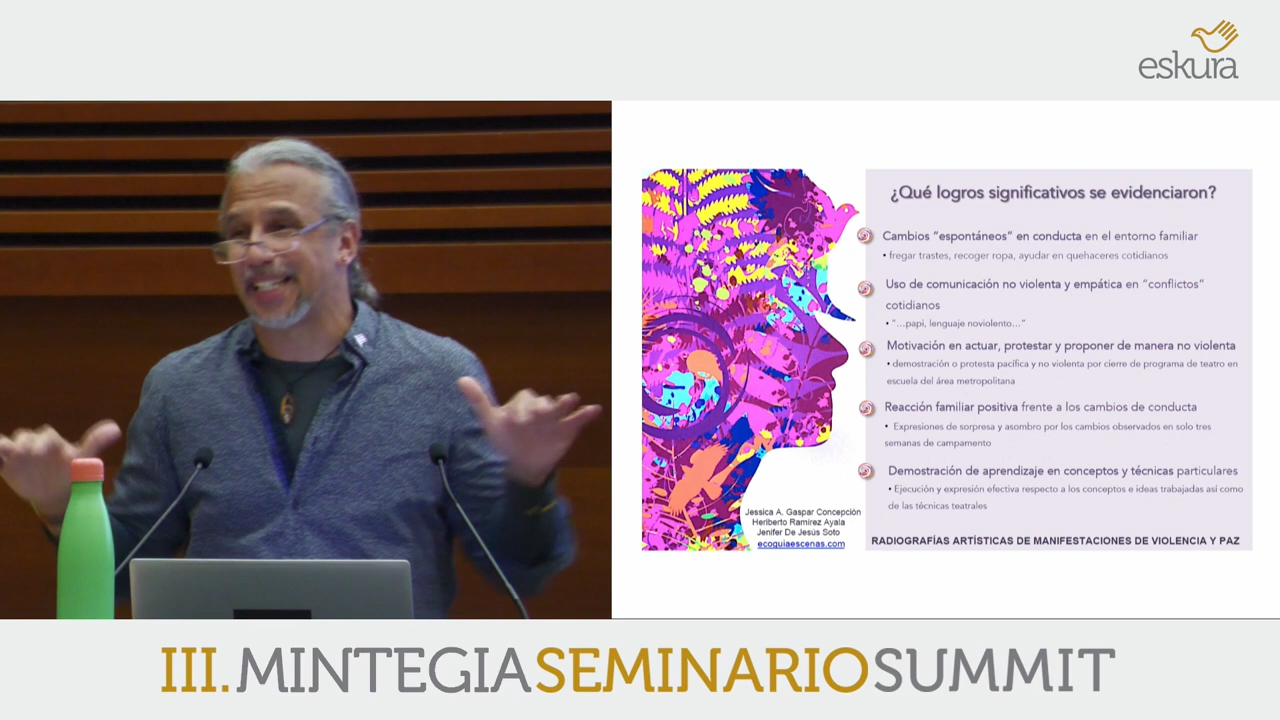 eskura
¿Qué logros significativos se evidenciaron?
Cambios “espontáneos” en conducta en el entorno familiar
• fregar trastes, recoger ropa, ayudar en quehaceres cotidianos
Uso de comunicación no violenta y empática en “conflictos”
cotidianos
• “...papi, lenguaje noviolento...”
Motivación en actuar, protestar y proponer de manera no violenta
• demostración o protesta pacífica y no violenta por cierre de programa de teatro en
escuela del área metropolitana
Reacción familiar positiva frente a los cambios de conducta
• Expresiones de sorpresa y asombro por los cambios observados en solo tres
semanas de campamento
Demostración de aprendizaje en conceptos y técnicas particulares
• Ejecución y expresión efectiva respecto a los conceptos e ideas trabajadas así como
de las técnicas teatrales
Jessica A. Gaspar Concepción
Heriberto Ramírez Ayala
Jenifer De Jesús Soto
ecoguiaescenas.com
RADIOGRAFÍAS ARTÍSTICAS DE MANIFESTACIONES DE VIOLENCIA Y PAZ
III.MINTEGIASEMINARIOSUMMIT